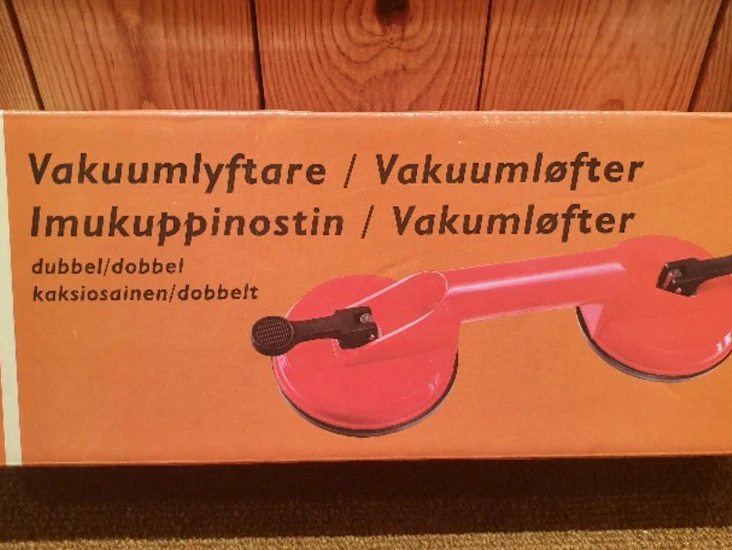 Vakuumlyftare / Vakuumløfter
Imukuppinostin / Vakumløfter
dubbel/dobbel
kaksiosainen/dobbelt